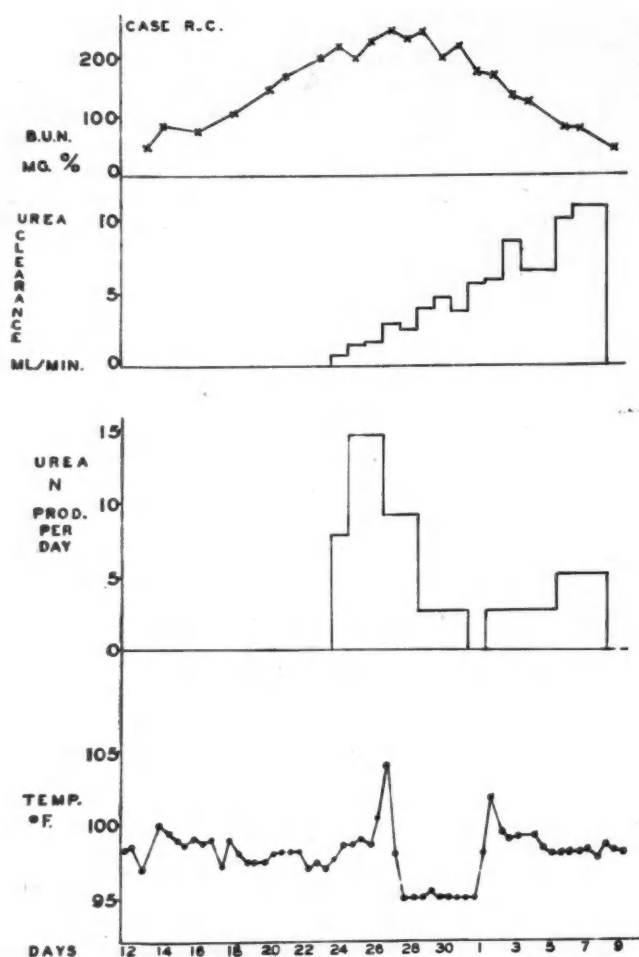 CASE R.C.
200
100
B.U.N.
MG. %
0
UREA
CLEARANCE
ML/MIN.
10
5
0
UREA
N
PROD.
PER
DAY
15
10
5
0
TEMP.
°F.
105
100
95
DAYS 12 14 16 18 20 22 24 26 28 30 1 3 5 7 9